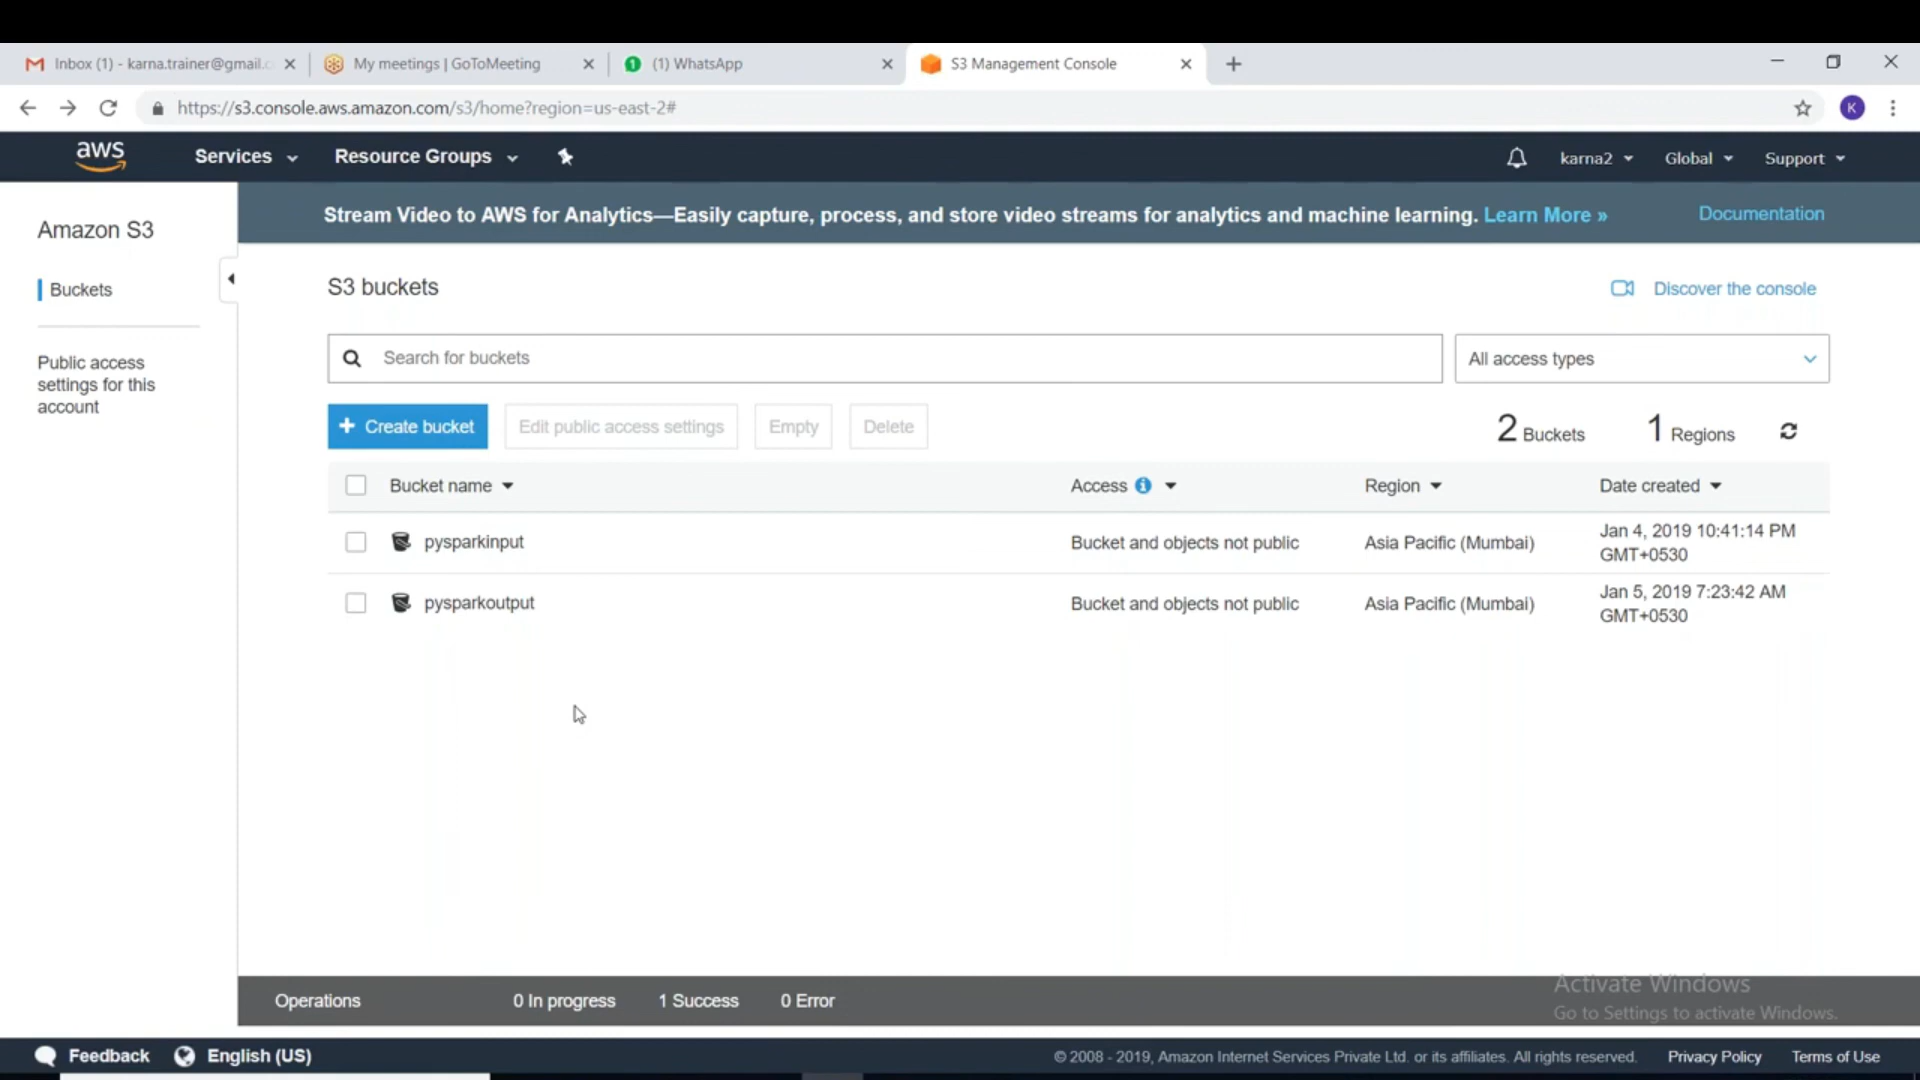 Inbox (1) - karna.trainer@gmail.c
My meetings | GoToMeeting
1 (1) WhatsApp
S3 Management Console
https://s3.console.aws.amazon.com/s3/home?region=us-east-2#
K
aws
Services
Resource Groups
karna2
Global
Support
Amazon S3
Buckets
Public access
settings for this
account
Stream Video to AWS for Analytics—Easily capture, process, and store video streams for analytics and machine learning. Learn More »
Documentation
S3 buckets
Discover the console
Search for buckets
All access types
+ Create bucket
Edit public access settings
Empty
Delete
2 Buckets
1 Regions
Bucket name
Access
Region
Date created
pysparkinput
Bucket and objects not public
Asia Pacific (Mumbai)
Jan 4, 2019 10:41:14 PM
GMT+0530
pysparkoutput
Bucket and objects not public
Asia Pacific (Mumbai)
Jan 5, 2019 7:23:42 AM
GMT+0530
Operations
0 In progress
1 Success
0 Error
Activate Windows
Go to Settings to activate Windows.
Feedback
English (US)
© 2008 - 2019, Amazon Internet Services Private Ltd. or its affiliates. All rights reserved.
Privacy Policy
Terms of Use